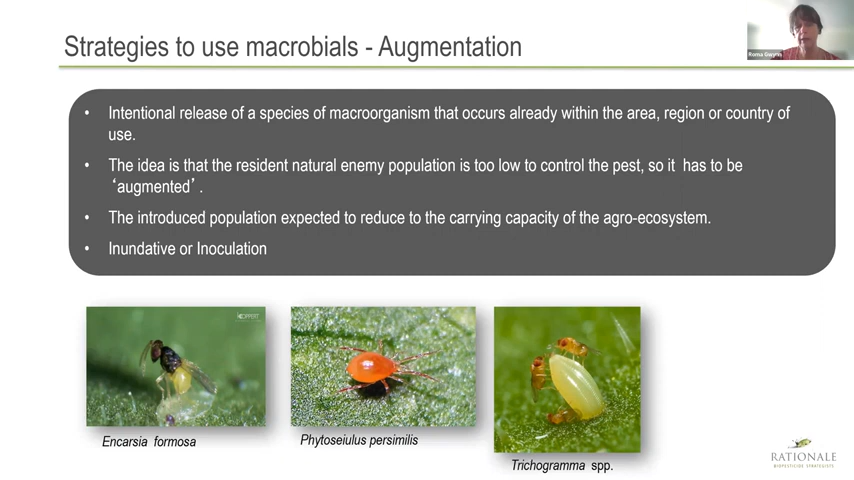 Strategies to use macrobials - Augmentation
Roma Gwynn
• Intentional release of a species of macroorganism that occurs already within the area, region or country of
use.
• The idea is that the resident natural enemy population is too low to control the pest, so it has to be
‘augmented’.
• The introduced population expected to reduce to the carrying capacity of the agro-ecosystem.
• Inundative or Inoculation
KOPPERT
Encarsia formosa
Phytoseiulus persimilis
Trichogramma spp.
RATIONALE
BIOPESTICIDE STRATEGISTS